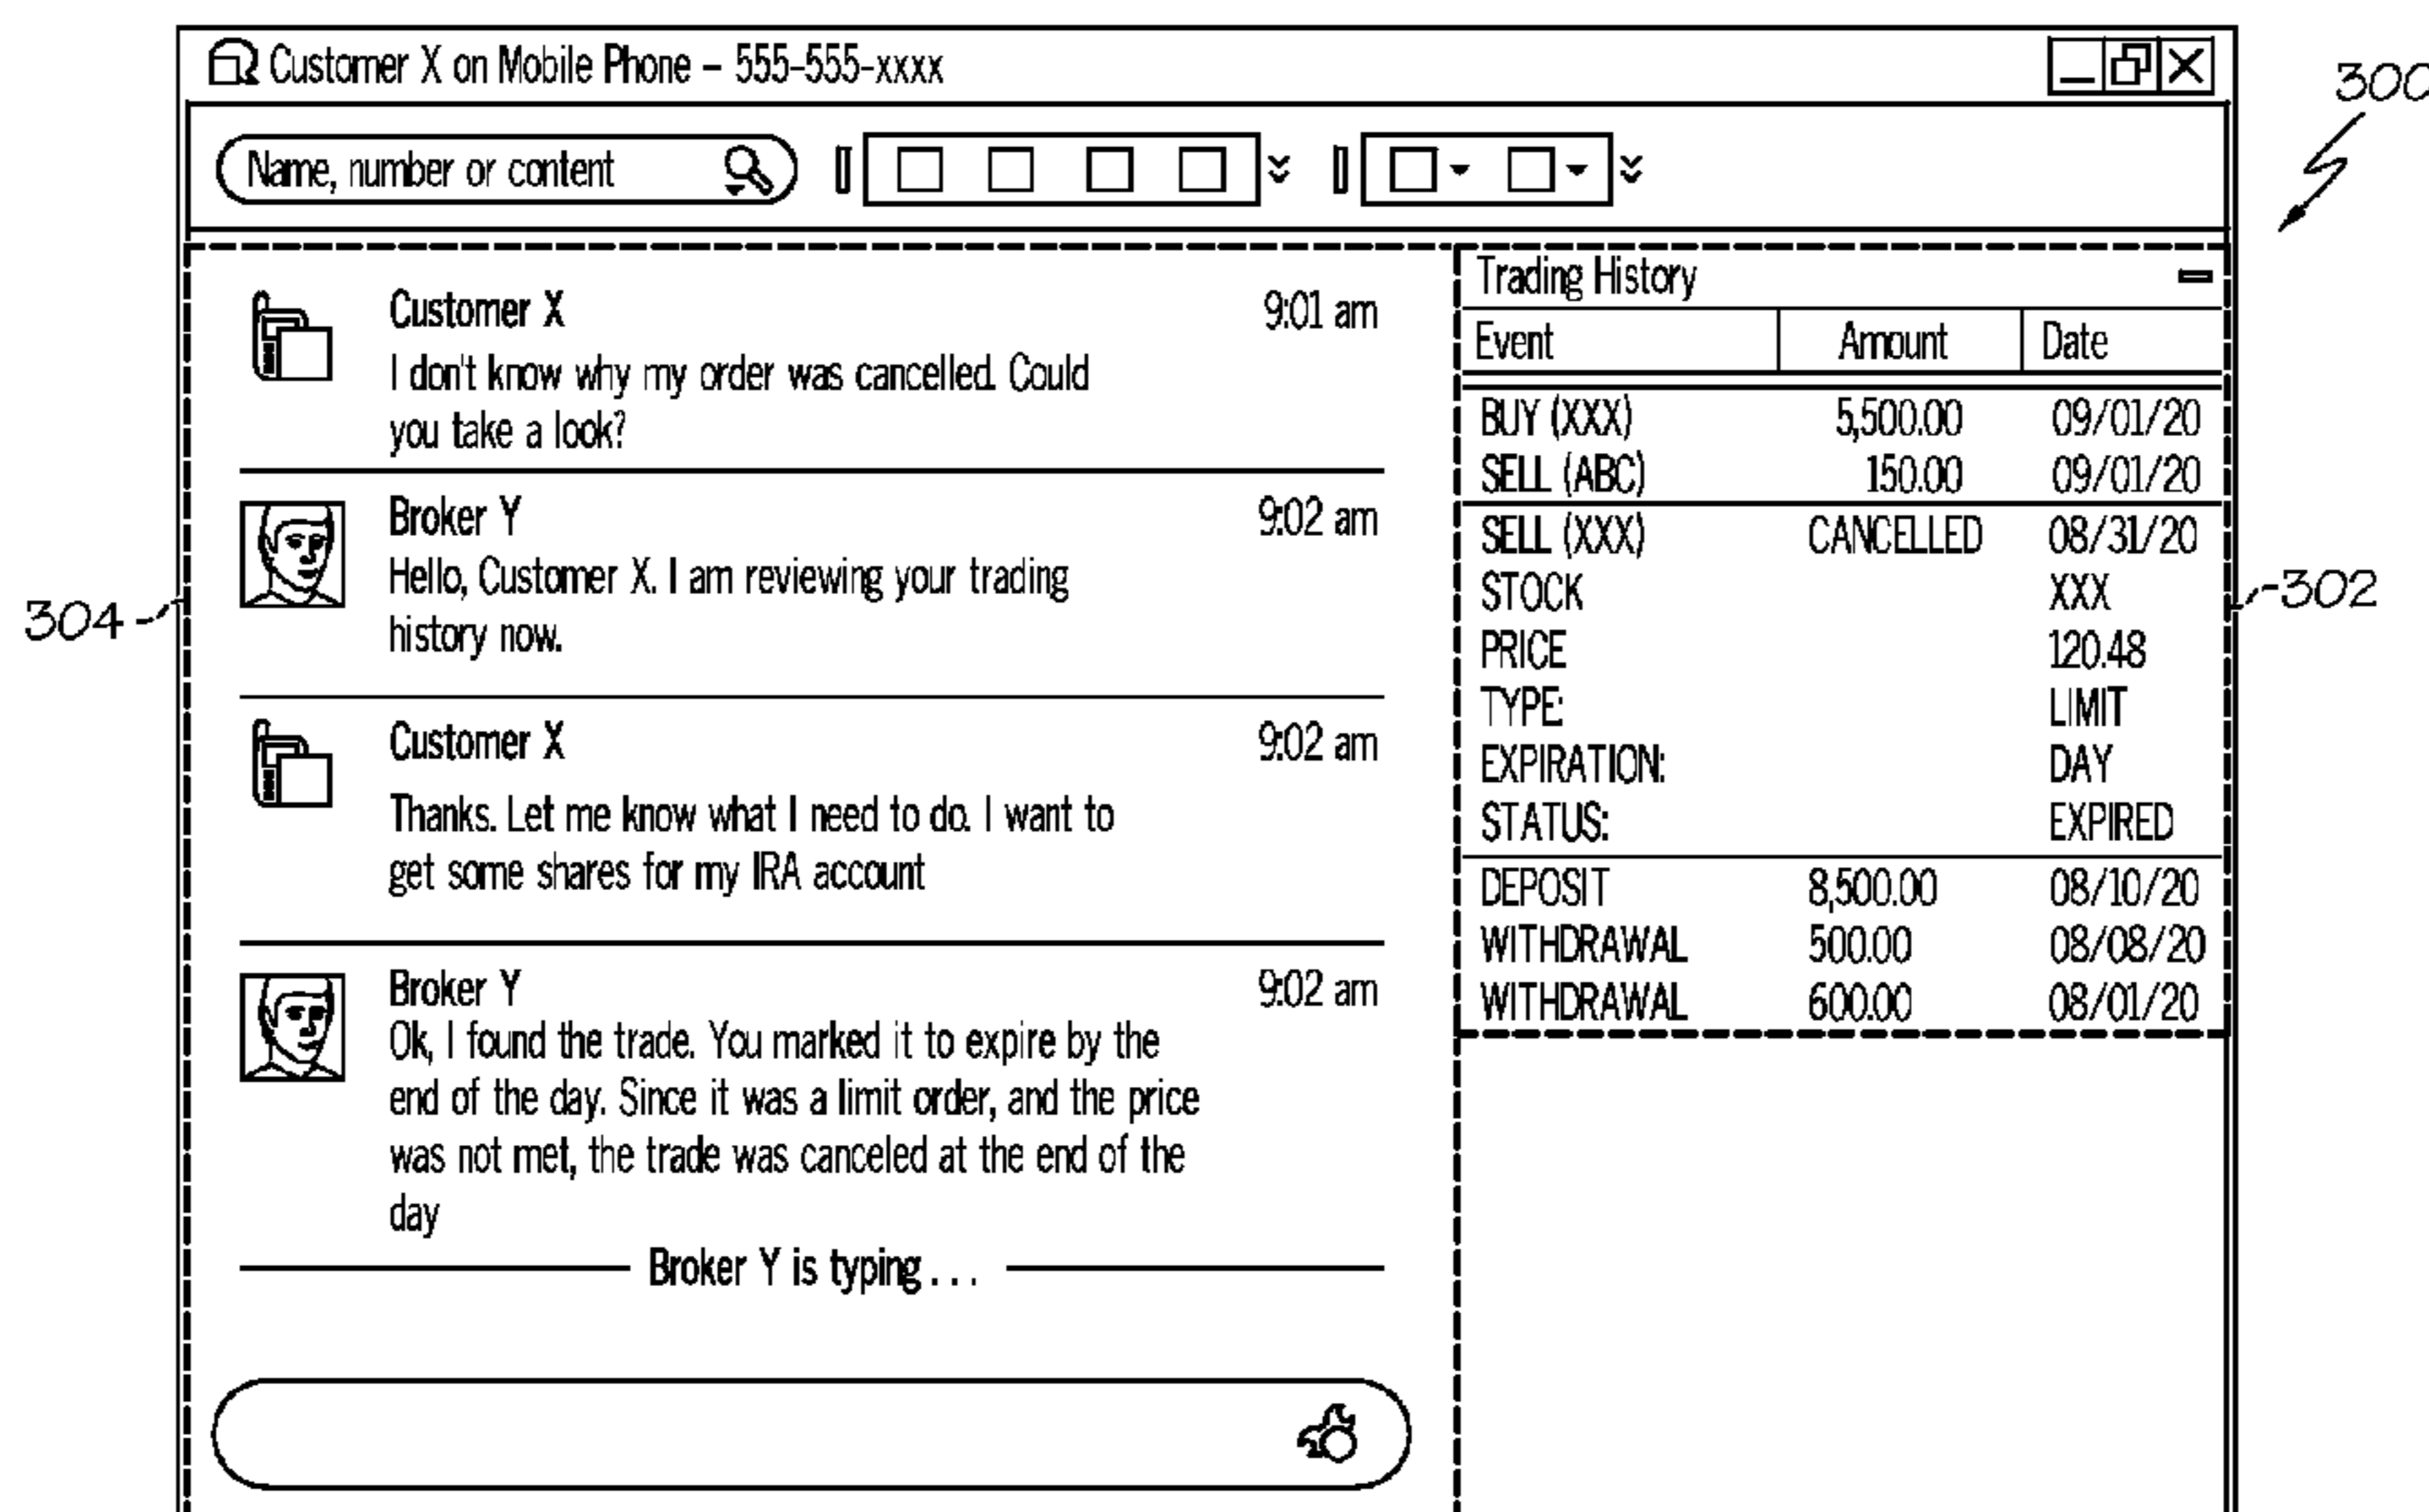 Customer X on Mobile Phone – 555-555-xxxx
300
Name, number or content
Customer X 9:01 am
I don't know why my order was cancelled. Could
you take a look?
Broker Y 9:02 am
Hello, Customer X. I am reviewing your trading
history now.
304
Customer X 9:02 am
Thanks. Let me know what I need to do. I want to
get some shares for my IRA account
Broker Y 9:02 am
Ok, I found the trade. You marked it to expire by the
end of the day. Since it was a limit order, and the price
was not met, the trade was canceled at the end of the
day
Broker Y is typing . . .
Trading History
Event Amount Date
BUY (XXX) 5,500.00 09/01/20
SELL (ABC) 150.00 09/01/20
SELL (XXX) CANCELLED 08/31/20
STOCK XXX
302
PRICE 120.48
TYPE: LIMIT
EXPIRATION: DAY
STATUS: EXPIRED
DEPOSIT 8,500.00 08/10/20
WITHDRAWAL 500.00 08/08/20
WITHDRAWAL 600.00 08/01/20